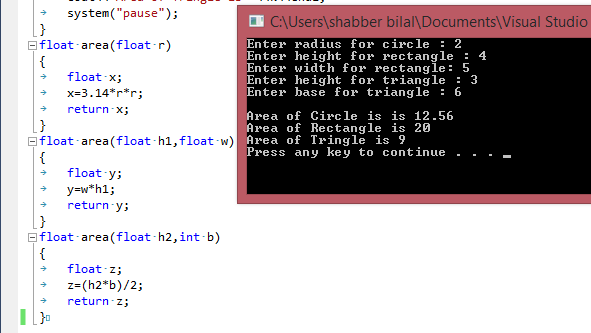 system("pause");
}
float area(float r)
{
float x;
x=3.14*r*r;
return x;
}
float area(float h1,float w)
{
float y;
y=w*h1;
return y;
}
float area(float h2,int b)
{
float z;
z=(h2*b)/2;
return z;
}
C:\Users\shabber bilal\Documents\Visual Studio
Enter radius for circle : 2
Enter height for rectangle : 4
Enter width for rectangle: 5
Enter height for triangle : 3
Enter base for triangle : 6
Area of Circle is is 12.56
Area of Rectangle is 20
Area of Tringle is 9
Press any key to continue . . . _